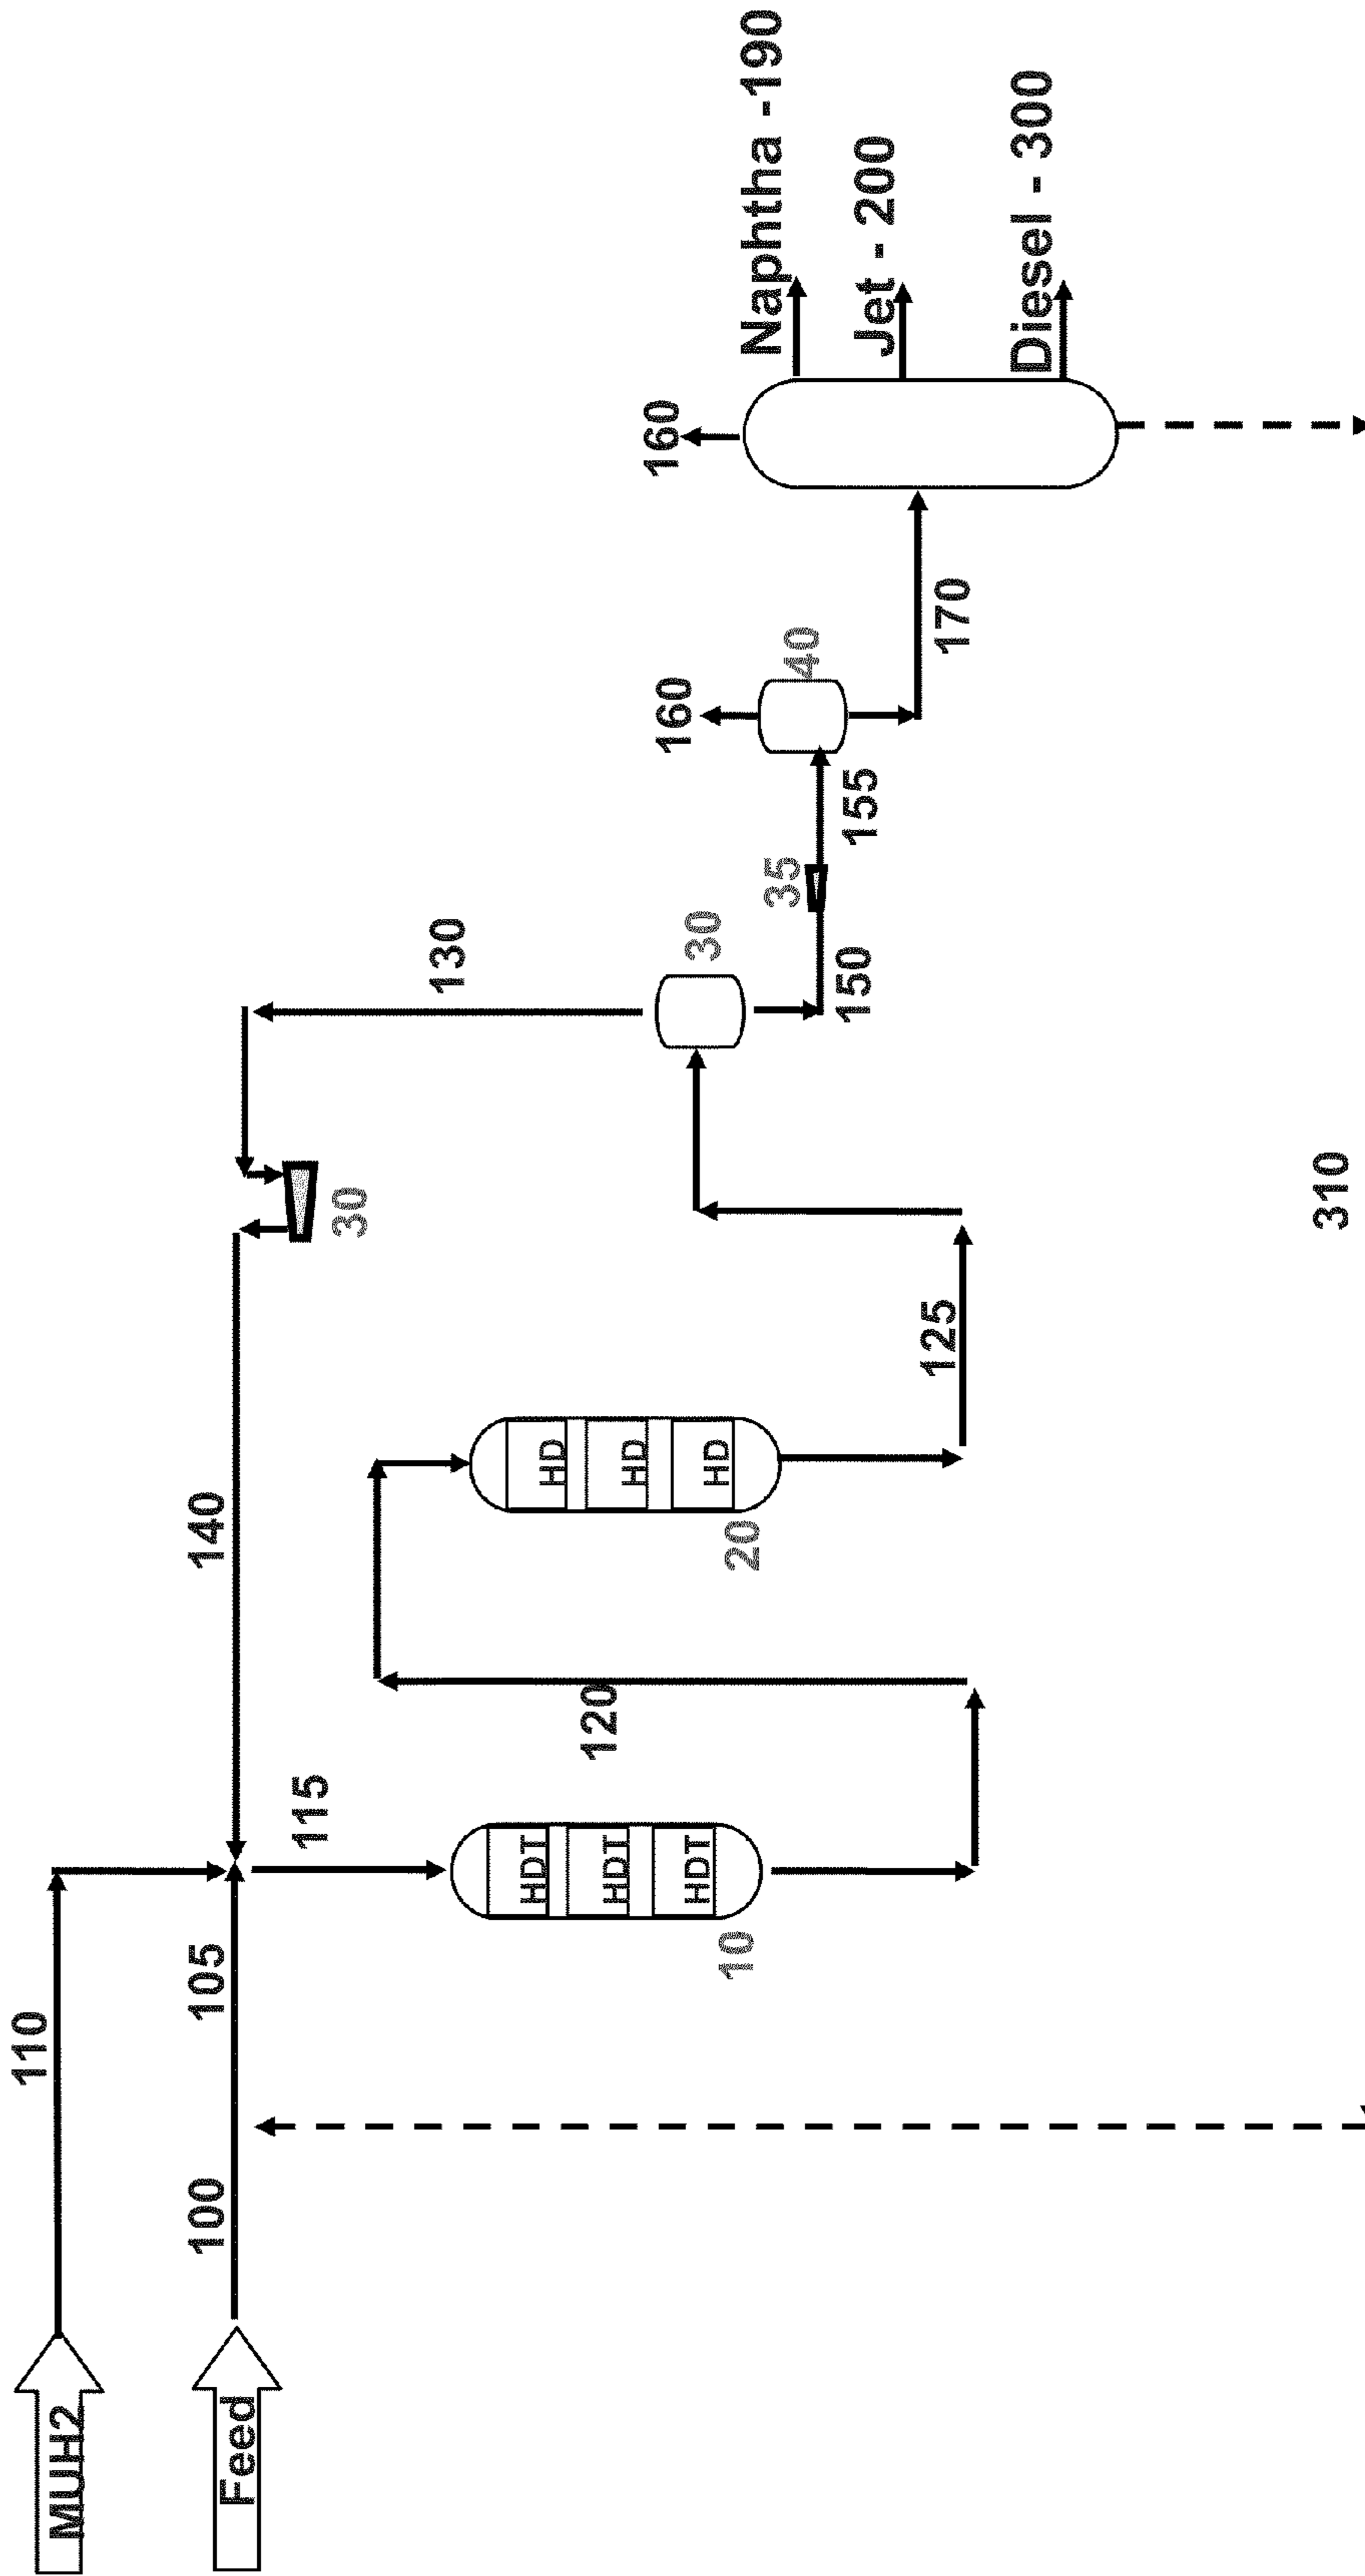 MUH2
110
Feed
100
105
140
115
HDT
HDT
HDT
10
120
HD
HD
HD
20
125
30
130
30
150
35
155
160
40
170
160
Naphtha -190
Jet - 200
Diesel - 300
310